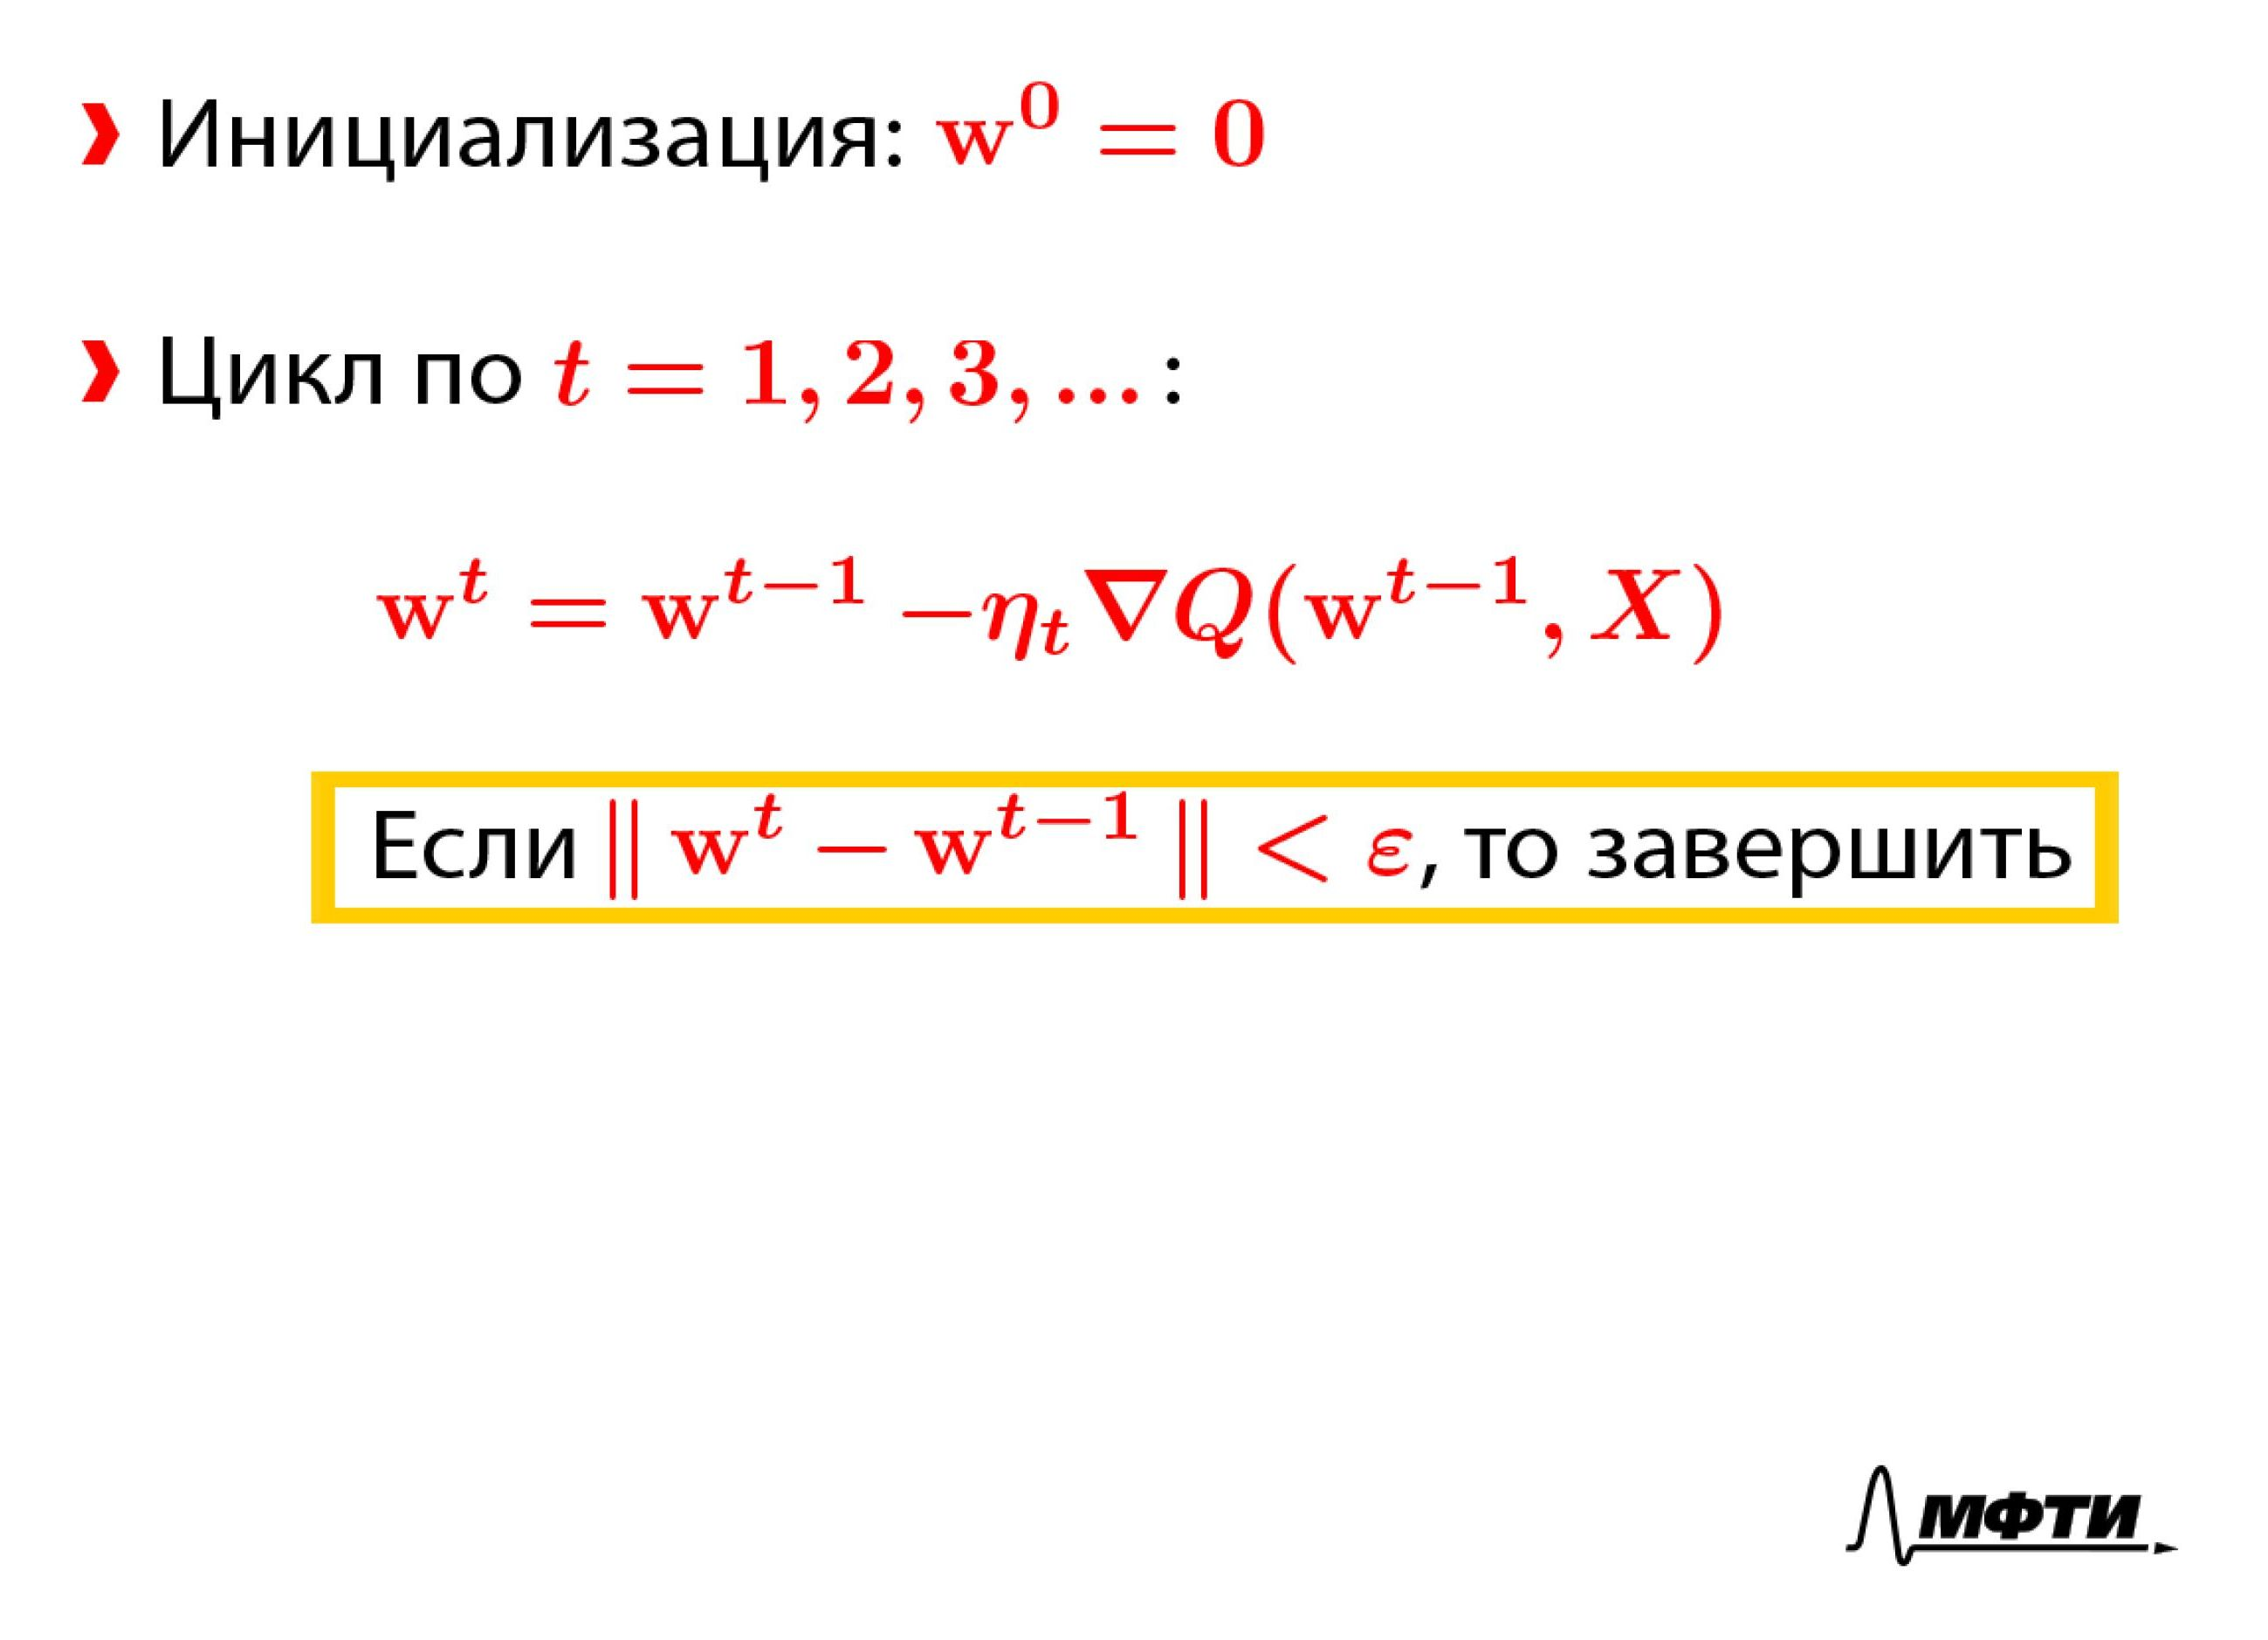 Инициализация: w⁰ = 0
Цикл по t = 1, 2, 3, ... :
wᵗ = wᵗ⁻¹ − ηₜ∇Q(wᵗ⁻¹, X)
Если ‖ wᵗ − wᵗ⁻¹ ‖ < ε, то завершить
МФТИ